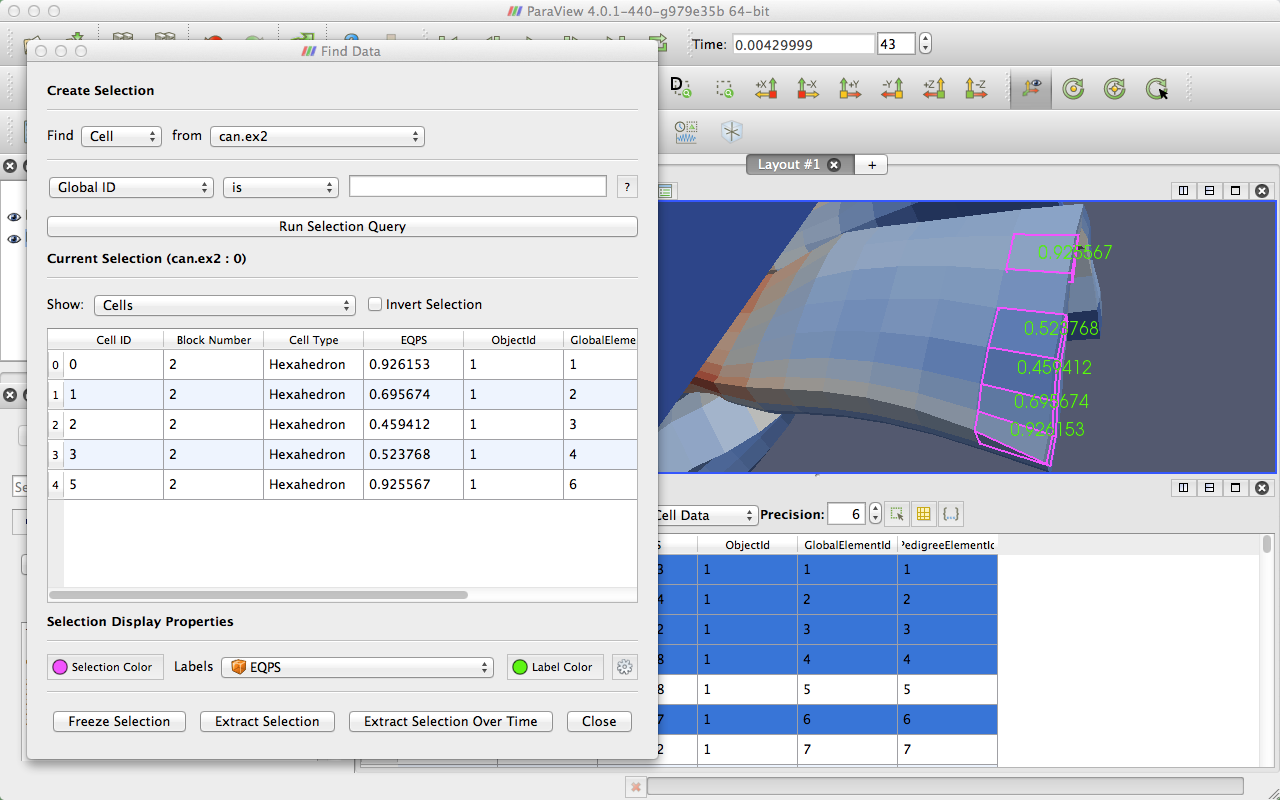 ParaView 4.0.1-440-g979e35b 64-bit
Find Data
Time: 0.00429999 43
Create Selection
D +X -X +Y -Y +Z -Z
Find Cell from can.ex2
Layout #1 +
Global ID is ?
Run Selection Query
Current Selection (can.ex2 : 0)
Show: Cells Invert Selection
Cell ID Block Number Cell Type EQPS ObjectId GlobalEleme
0 0 2 Hexahedron 0.926153 1 1
1 1 2 Hexahedron 0.695674 1 2
2 2 2 Hexahedron 0.459412 1 3
3 3 2 Hexahedron 0.523768 1 4
4 5 2 Hexahedron 0.925567 1 6
0.925567
0.523768
0.459412
0.695674
0.926153
Se
Cell Data Precision: 6 {...}
S ObjectId GlobalElementId PedigreeElementId
3 1 1 1
4 1 2 2
2 1 3 3
8 1 4 4
8 1 5 5
7 1 6 6
2 1 7 7
Selection Display Properties
Selection Color Labels EQPS Label Color
Freeze Selection Extract Selection Extract Selection Over Time Close